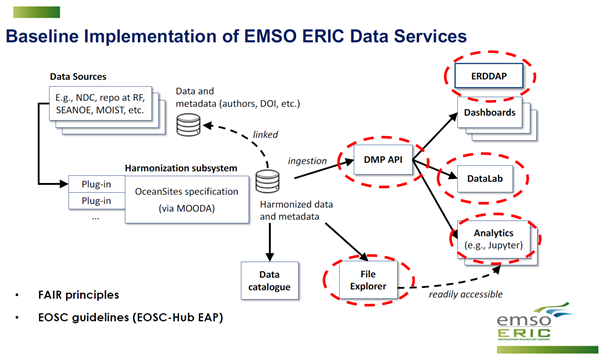 Baseline Implementation of EMSO ERIC Data Services
Data Sources
E.g., NDC, repo at RF,
SEANOE, MOIST, etc.
Data and
metadata (authors, DOI, etc.)
linked
Harmonization subsystem
Plug-in
Plug-in
...
OceanSites specification
(via MOODA)
Harmonized data
and metadata
ingestion
DMP API
ERDDAP
Dashboards
DataLab
Analytics
(e.g., Jupyter)
Data
catalogue
File
Explorer
readily accessible
• FAIR principles
• EOSC guidelines (EOSC-Hub EAP)
emso
ERIC